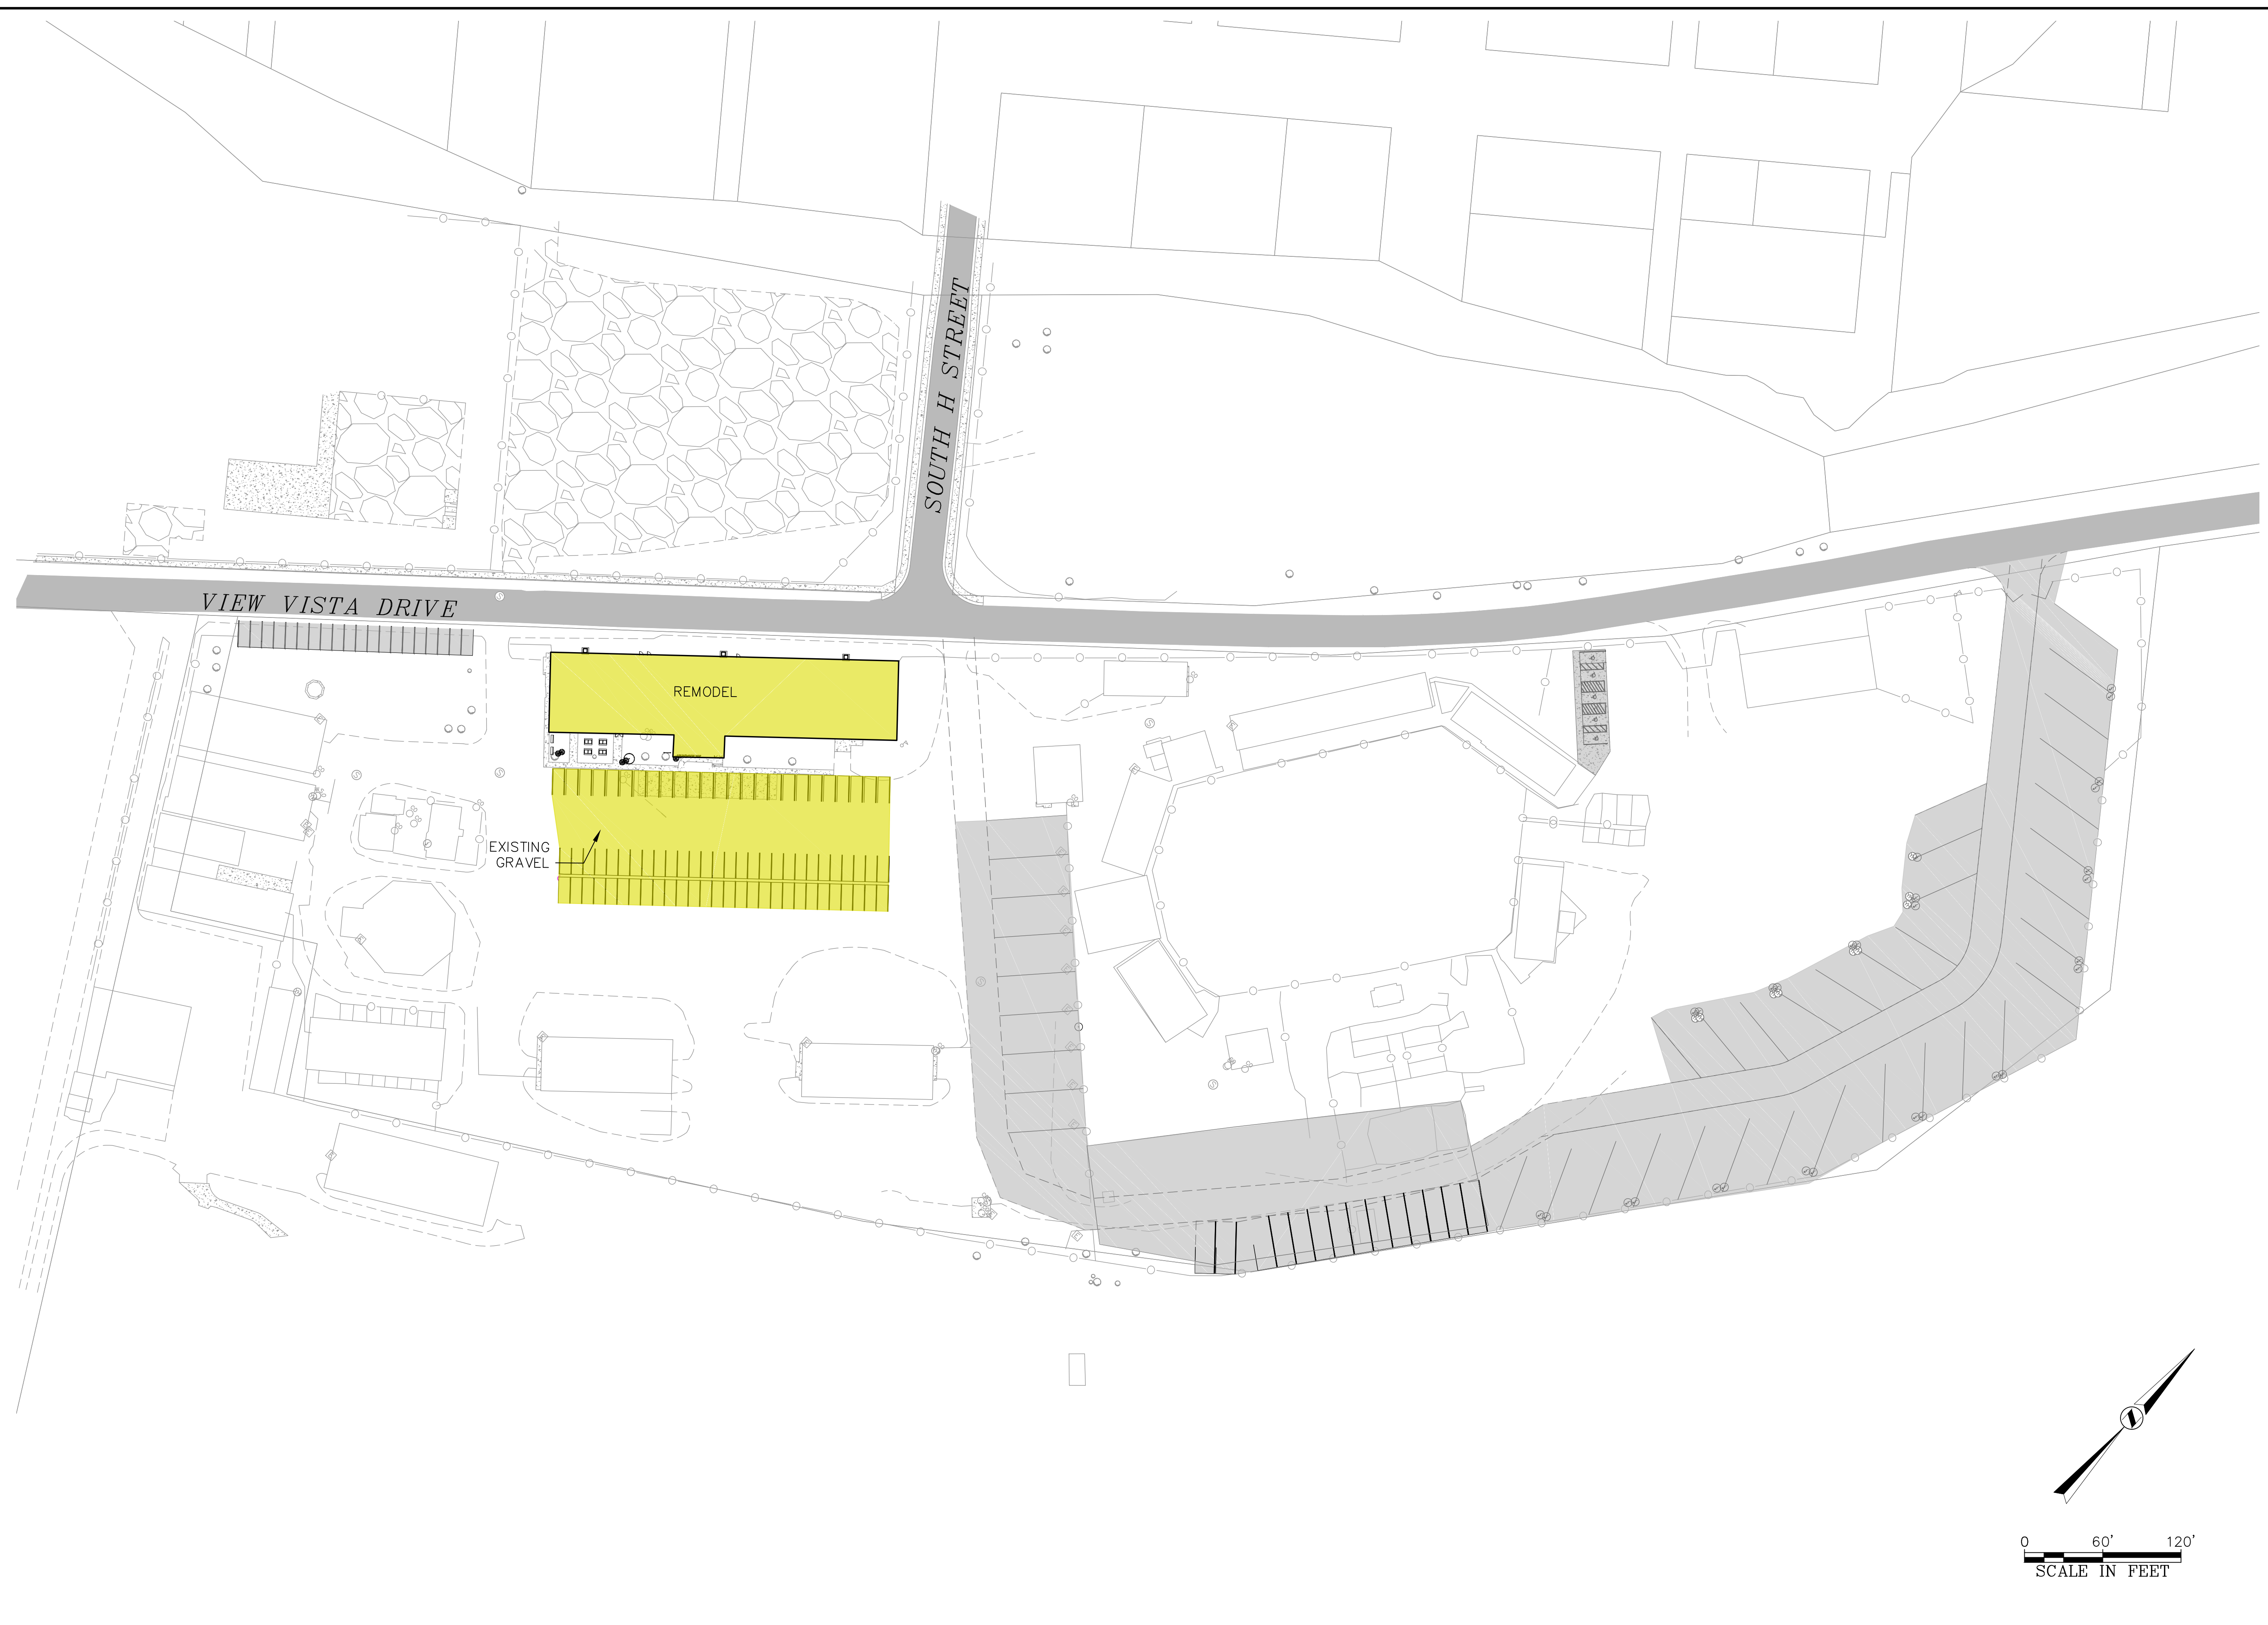 SOUTH H STREET
VIEW VISTA DRIVE
REMODEL
EXISTING
GRAVEL
0 60' 120'
SCALE IN FEET